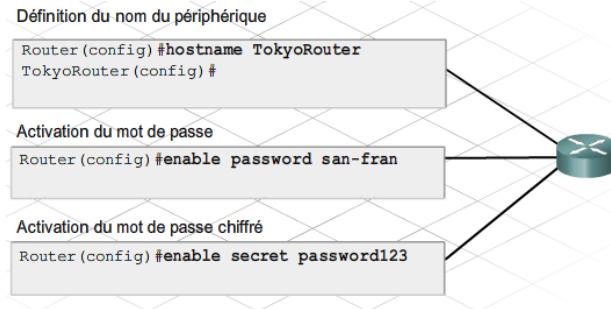 Définition du nom du périphérique
Router(config)#hostname TokyoRouter
TokyoRouter(config)#
Activation du mot de passe
Router(config)#enable password san-fran
Activation du mot de passe chiffré
Router(config)#enable secret password123